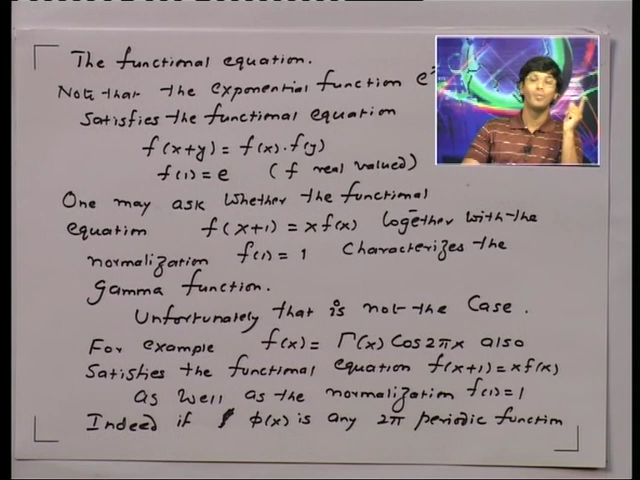 The functional equation.
Note that the exponential function e
Satisfies the functional equation
f(x+y) = f(x).f(y)
f(1) = e (f real valued)
One may ask whether the functional
equation f(x+1) = xf(x) together with the
normalization f(1) = 1 Characterizes the
Gamma function.
Unfortunately that is not the Case.
For example f(x) = Γ(x) Cos 2πx also
Satisfies the functional equation f(x+1) = xf(x)
as well as the normalization f(1) = 1
Indeed if φ(x) is any 2π periodic function